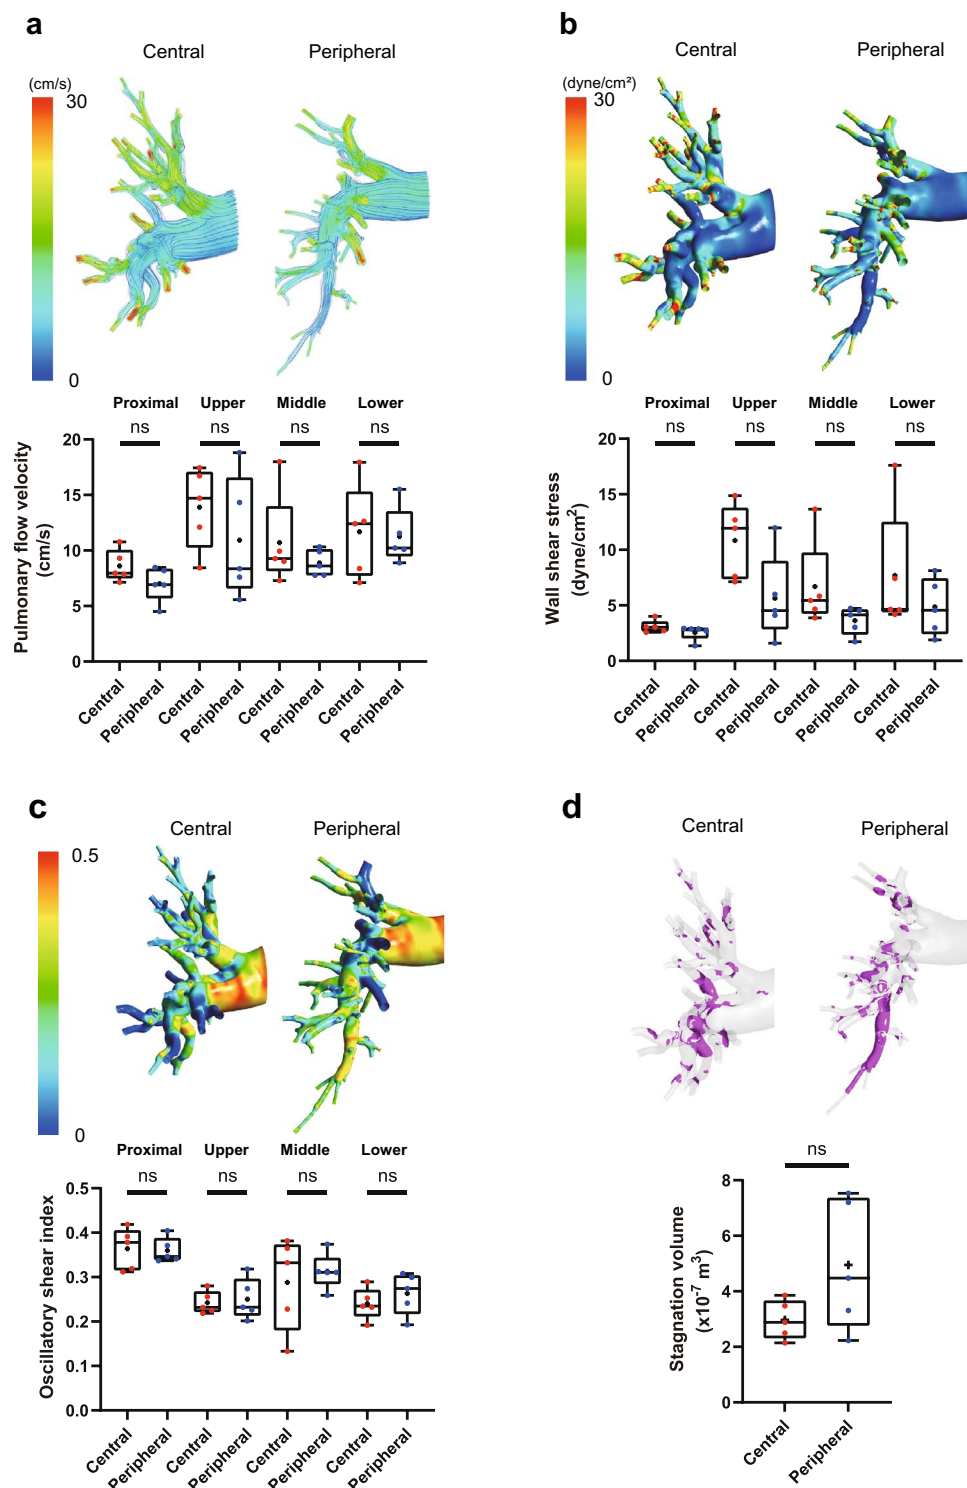 a
Central
Peripheral
(cm/s)
30
0
Proximal
Upper
Middle
Lower
ns
ns
ns
ns
Pulmonary flow velocity
(cm/s)
20
15
10
5
0
Central
Peripheral
Central
Peripheral
Central
Peripheral
Central
Peripheral
b
Central
Peripheral
(dyne/cm²)
30
0
Proximal
Upper
Middle
Lower
ns
ns
ns
ns
Wall shear stress
(dyne/cm²)
20
15
10
5
0
Central
Peripheral
Central
Peripheral
Central
Peripheral
Central
Peripheral
c
Central
Peripheral
0.5
0
Proximal
Upper
Middle
Lower
ns
ns
ns
ns
Oscillatory shear index
0.5
0.4
0.3
0.2
0.1
0.0
Central
Peripheral
Central
Peripheral
Central
Peripheral
Central
Peripheral
d
Central
Peripheral
ns
Stagnation volume
(x10⁻⁷ m³)
8
6
4
2
0
Central
Peripheral